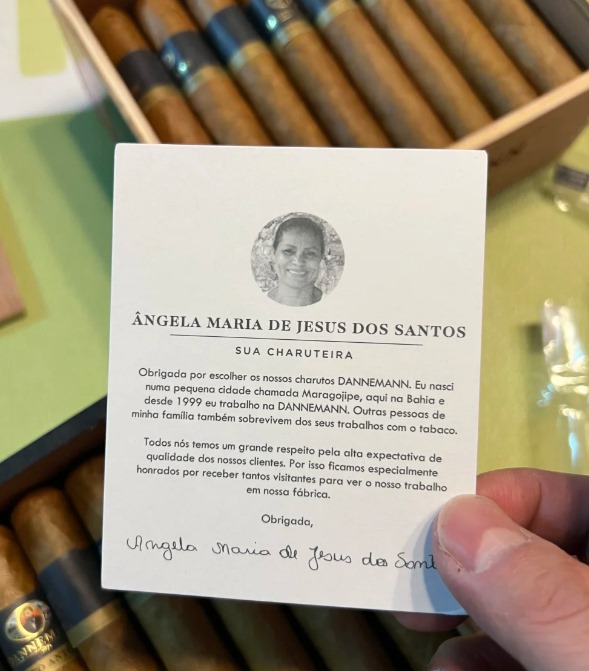 ÂNGELA MARIA DE JESUS DOS SANTOS
SUA CHARUTEIRA
Obrigada por escolher os nossos charutos DANNEMANN. Eu nasci
numa pequena cidade chamada Maragojipe, aqui na Bahia e
desde 1999 eu trabalho na DANNEMANN. Outras pessoas de
minha família também sobrevivem dos seus trabalhos com o tabaco.
Todos nós temos um grande respeito pela alta expectativa de
qualidade dos nossos clientes. Por isso ficamos especialmente
honrados por receber tantos visitantes para ver o nosso trabalho
em nossa fábrica.
Obrigada,
Angela Maria de Jesus dos Sant